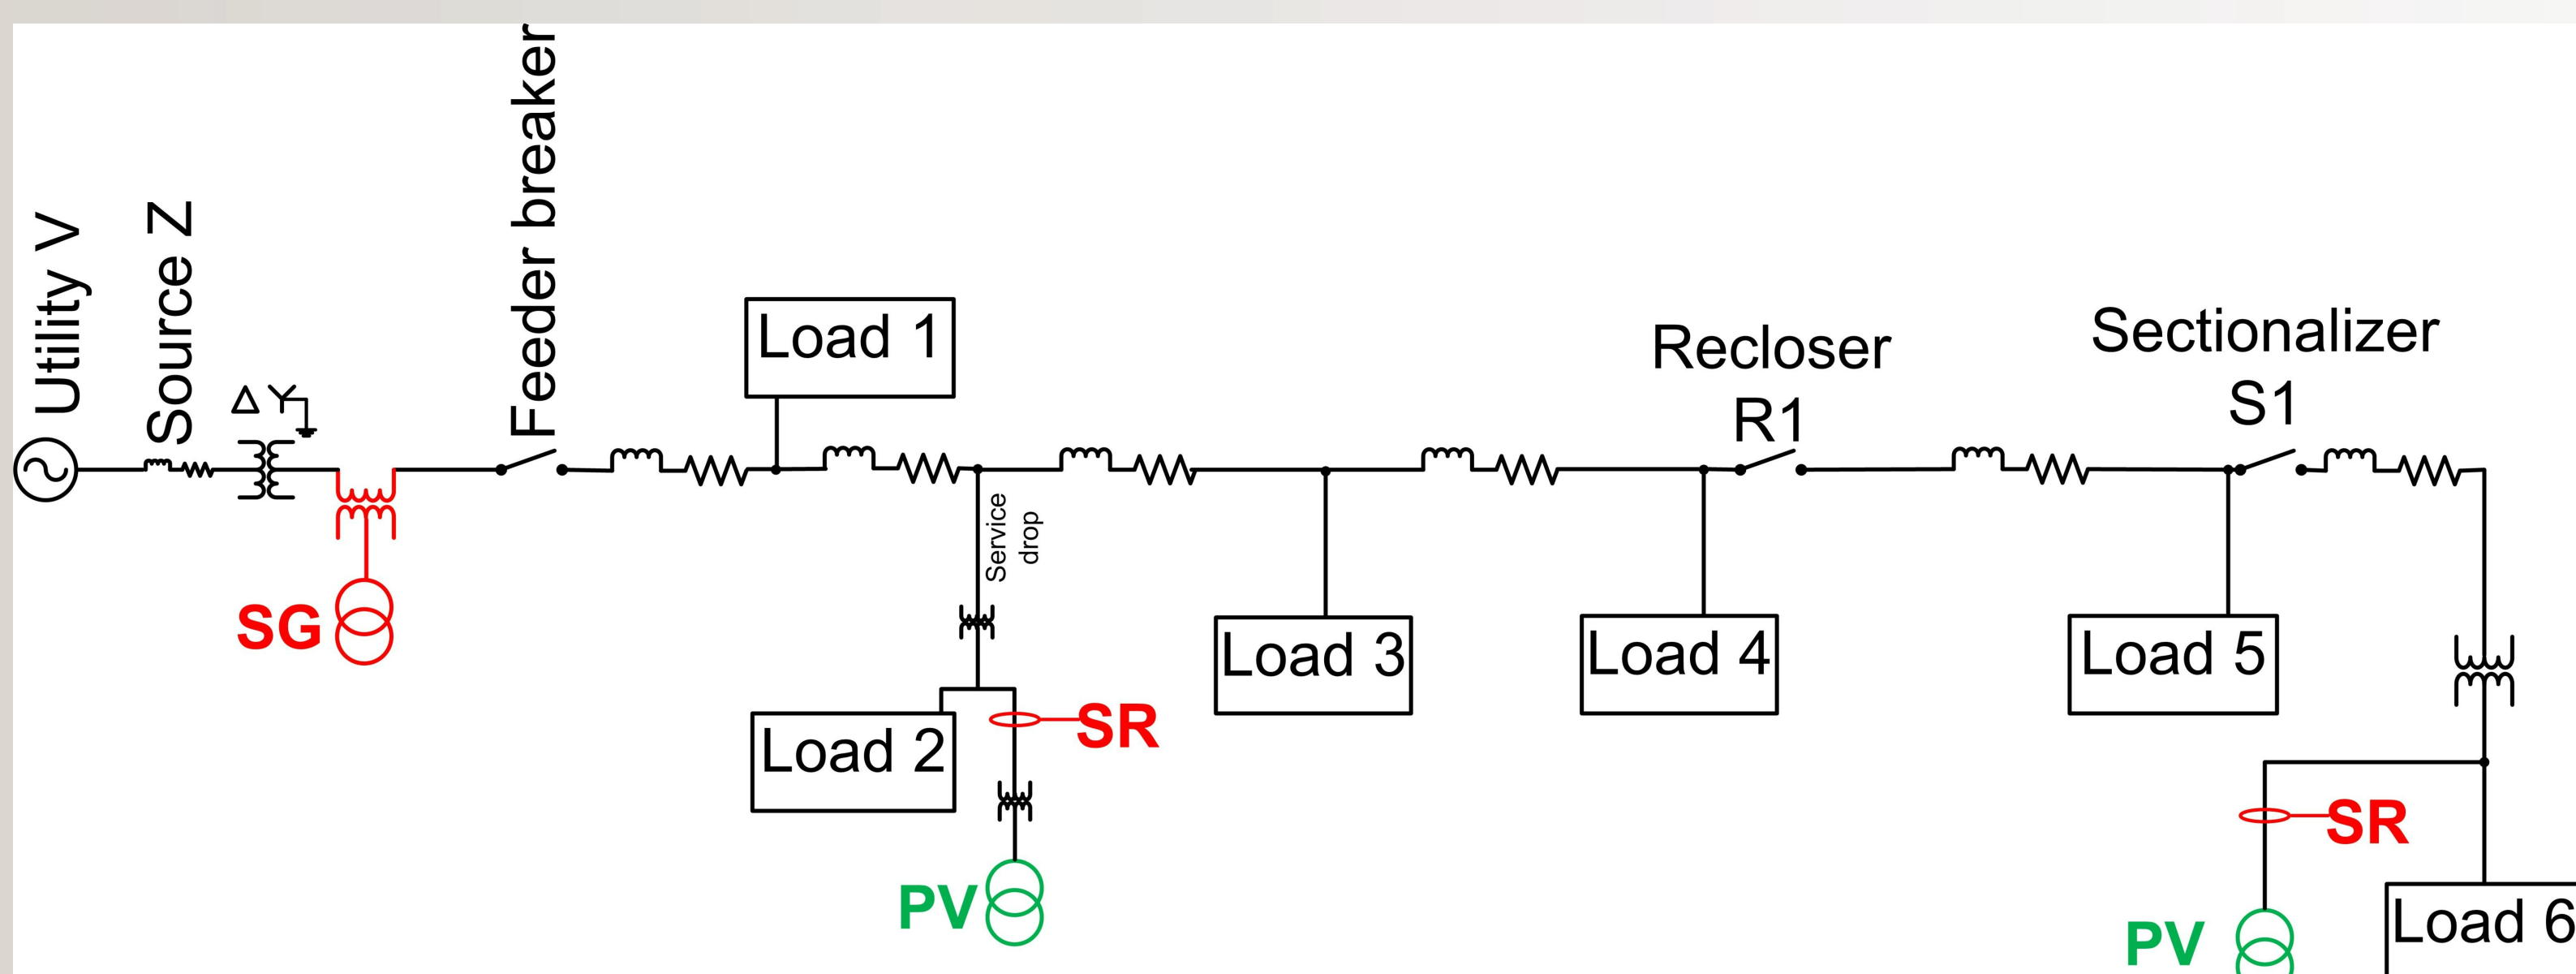 Utility V
Source Z
Δ
Feeder breaker
Load 1
Recloser
R1
Sectionalizer
S1
Service
drop
SG
Load 2
SR
PV
Load 3
Load 4
Load 5
SR
PV
Load 6